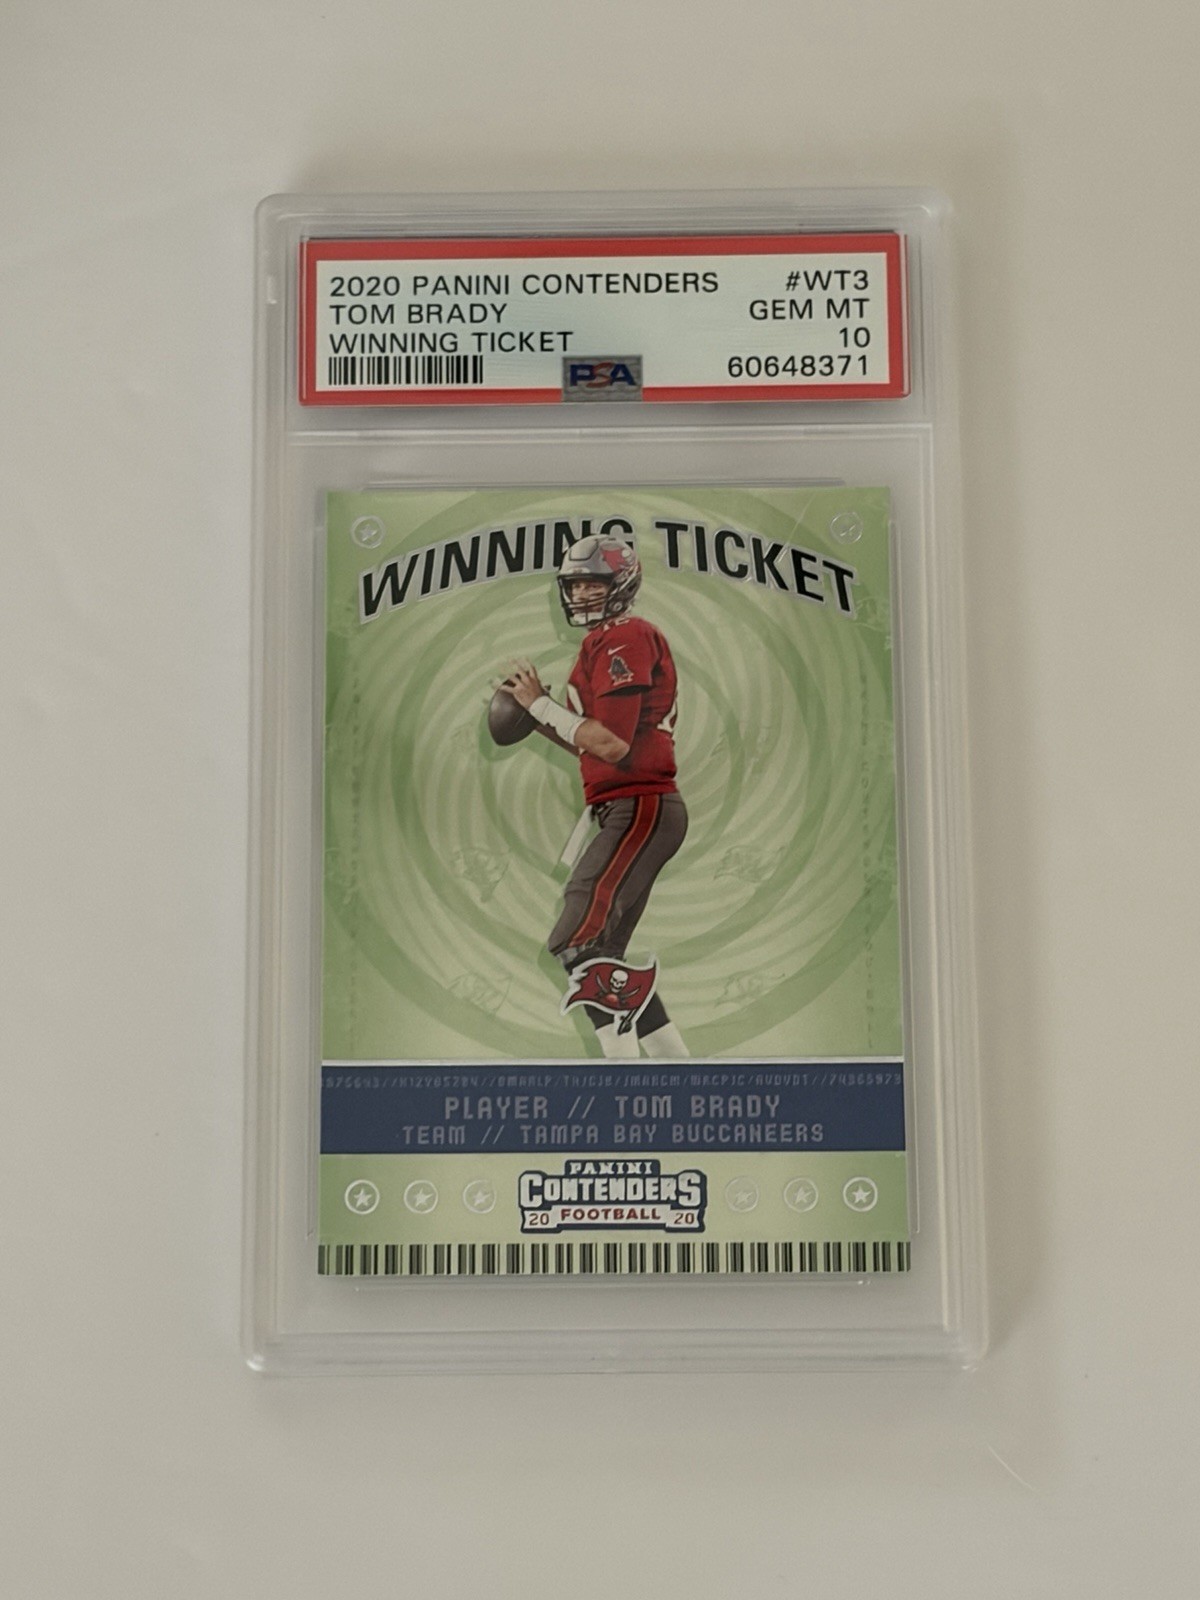 2020 PANINI CONTENDERS #WT3
TOM BRADY GEM MT
WINNING TICKET 10
60648371
PSA
WINNING TICKET
12
PLAYER // TOM BRADY
TEAM // TAMPA BAY BUCCANEERS
PANINI
CONTENDERS
20 FOOTBALL 20